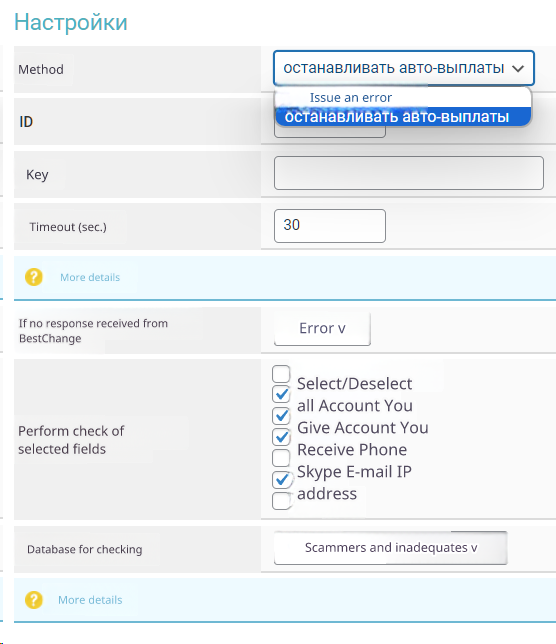 Настройки
Method
останавливать авто-выплаты
Issue an error
останавливать авто-выплаты
ID
Key
Timeout (sec.)
30
? More details
If no response received from
BestChange
Error v
Perform check of
selected fields
Select/Deselect
all Account You
Give Account You
Receive Phone
Skype E-mail IP
address
Database for checking
Scammers and inadequates v
? More details